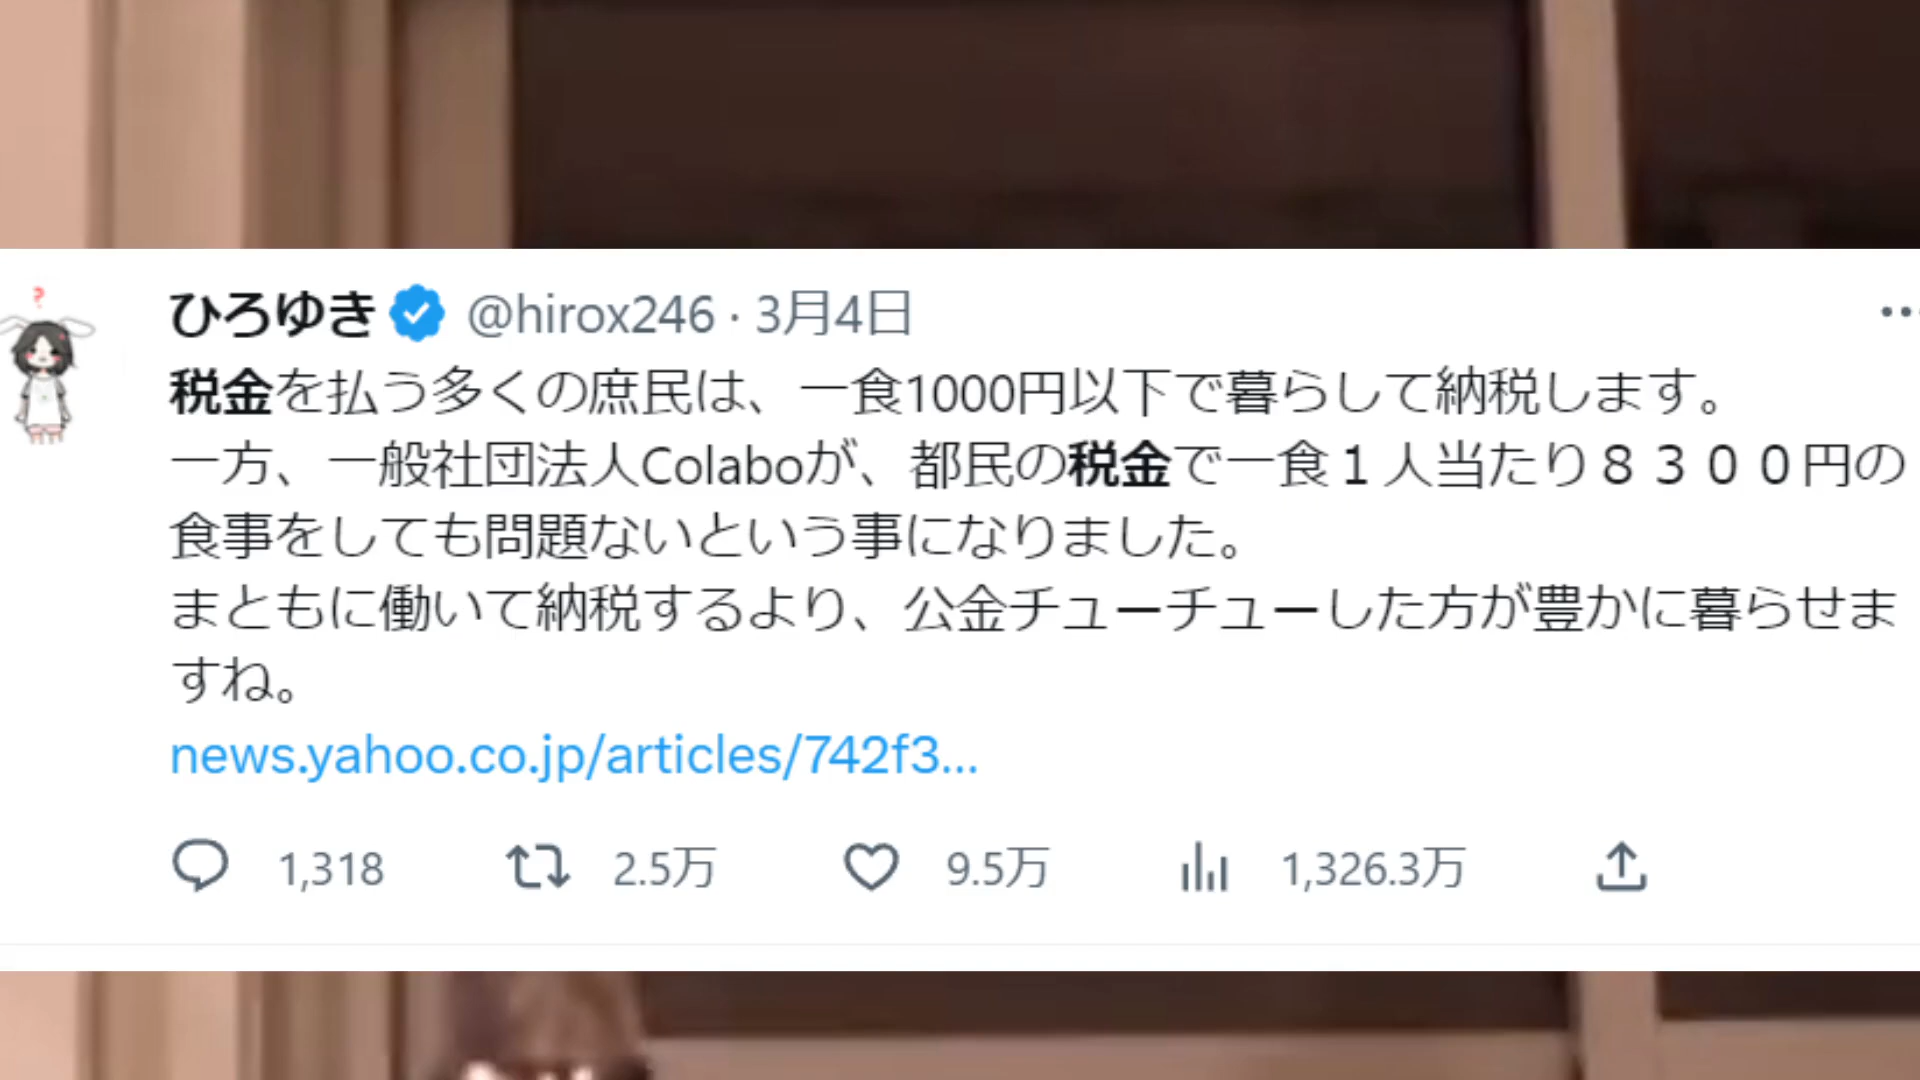 ?
ひろゆき @hirox246 · 3月4日
税金を払う多くの庶民は、一食1000円以下で暮らして納税します。
一方、一般社団法人Colaboが、都民の税金で一食１人当たり８３００円の
食事をしても問題ないという事になりました。
まともに働いて納税するより、公金チューチューした方が豊かに暮らせま
すね。
news.yahoo.co.jp/articles/742f3...
1,318 2.5万 9.5万 1,326.3万